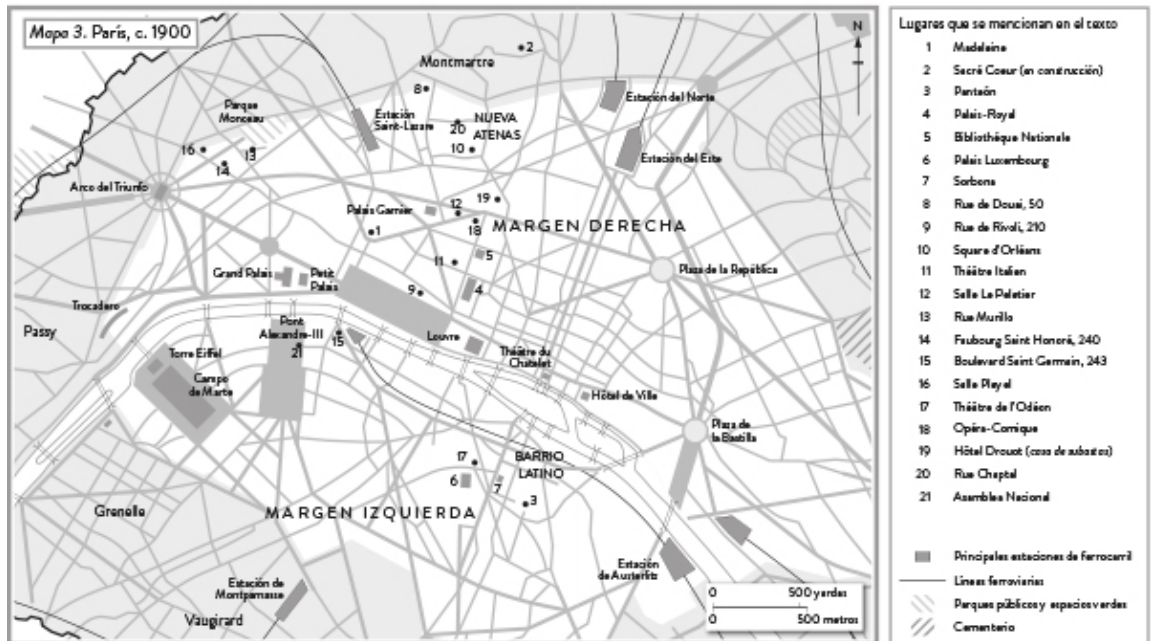 Mapa 3. París, c. 1900
N
2
Montmartre
8
Estación del Norte
Parque
Monceau
Estación
Saint-Lazare
20
NUEVA
ATENAS
10
16
13
14
Estación del Este
Arco del Triunfo
19
Palais Garnier
12
18
MARGEN DERECHA
1
5
11
Plaza de la República
Grand Palais
Petit
Palais
9
4
Trocadero
Passy
Pont
Alexandre-III
15
21
Louvre
Torre Eiffel
Théâtre du
Chatelet
Campo
de Marte
Hôtel de Ville
Plaza de
la Bastilla
17
BARRIO
LATINO
6
7
3
Grenelle
MARGEN IZQUIERDA
Estación
de Austerlitz
Estación de
Montparnasse
Vaugirard
0 500 yardas
0 500 metros
Lugares que se mencionan en el texto
1 Madeleine
2 Sacré Coeur (en construcción)
3 Panteón
4 Palais-Royal
5 Bibliothèque Nationale
6 Palais Luxembourg
7 Sorbona
8 Rue de Douai, 50
9 Rue de Rivoli, 210
10 Square d'Orléans
11 Théâtre Italien
12 Salle Le Peletier
13 Rue Murillo
14 Faubourg Saint Honoré, 240
15 Boulevard Saint Germain, 243
16 Salle Pleyel
17 Théâtre de l'Odéon
18 Opéra-Comique
19 Hôtel Drouot (casa de subastas)
20 Rue Chaptal
21 Asamblea Nacional
Principales estaciones de ferrocarril
Líneas ferroviarias
Parques públicos y espacios verdes
Cementerio